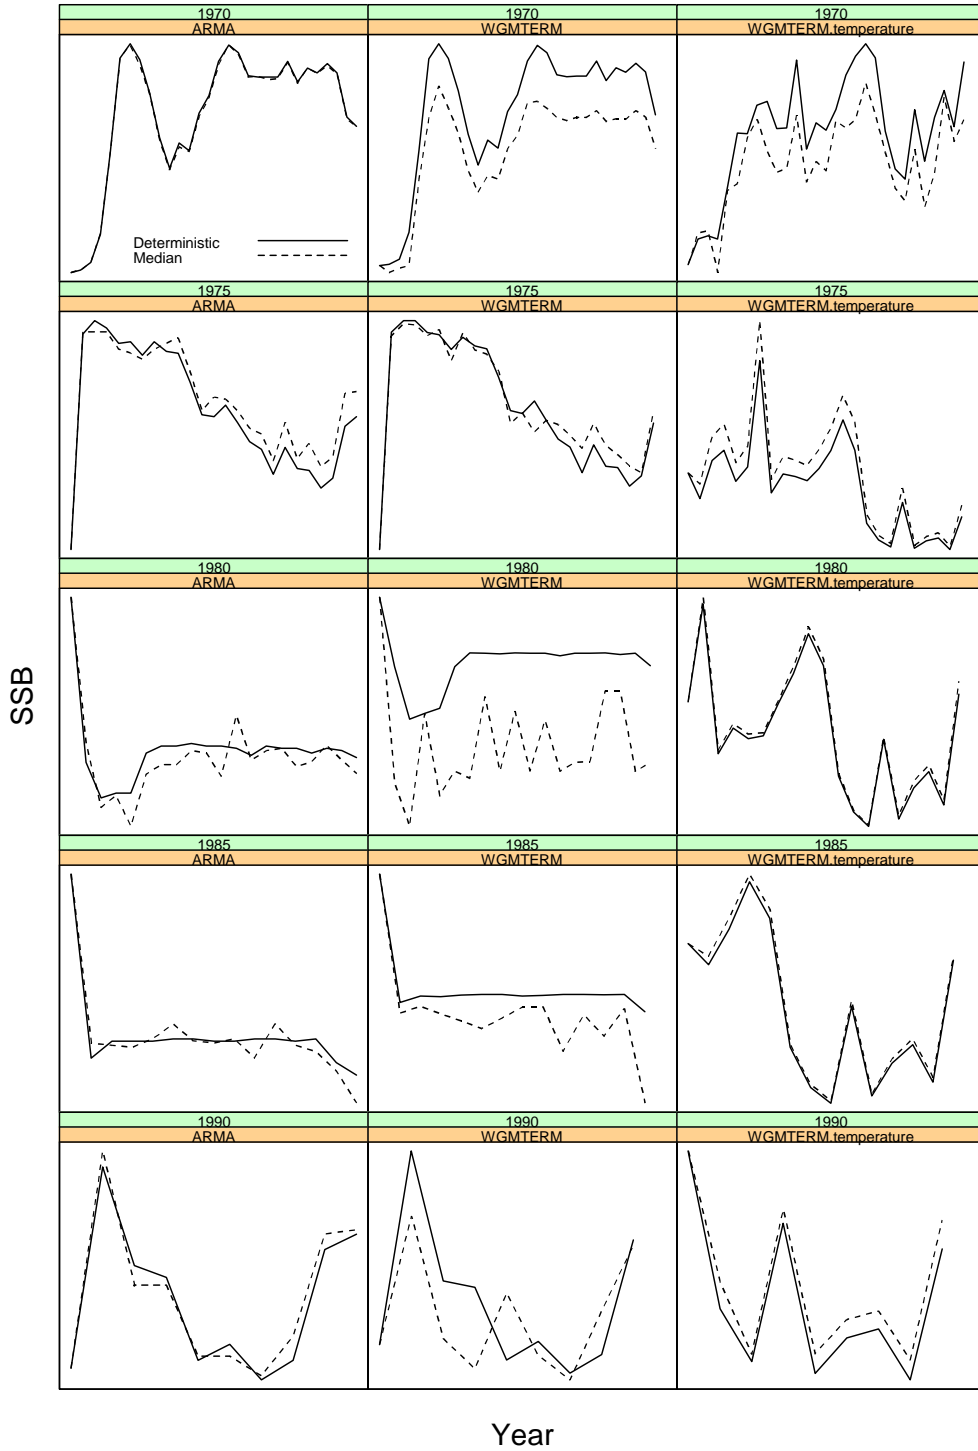 1970 1970 1970
ARMA WGMTERM WGMTERM.temperature
Deterministic
Median
1975 1975 1975
ARMA WGMTERM WGMTERM.temperature
1980 1980 1980
ARMA WGMTERM WGMTERM.temperature
SSB
1985 1985 1985
ARMA WGMTERM WGMTERM.temperature
1990 1990 1990
ARMA WGMTERM WGMTERM.temperature
Year